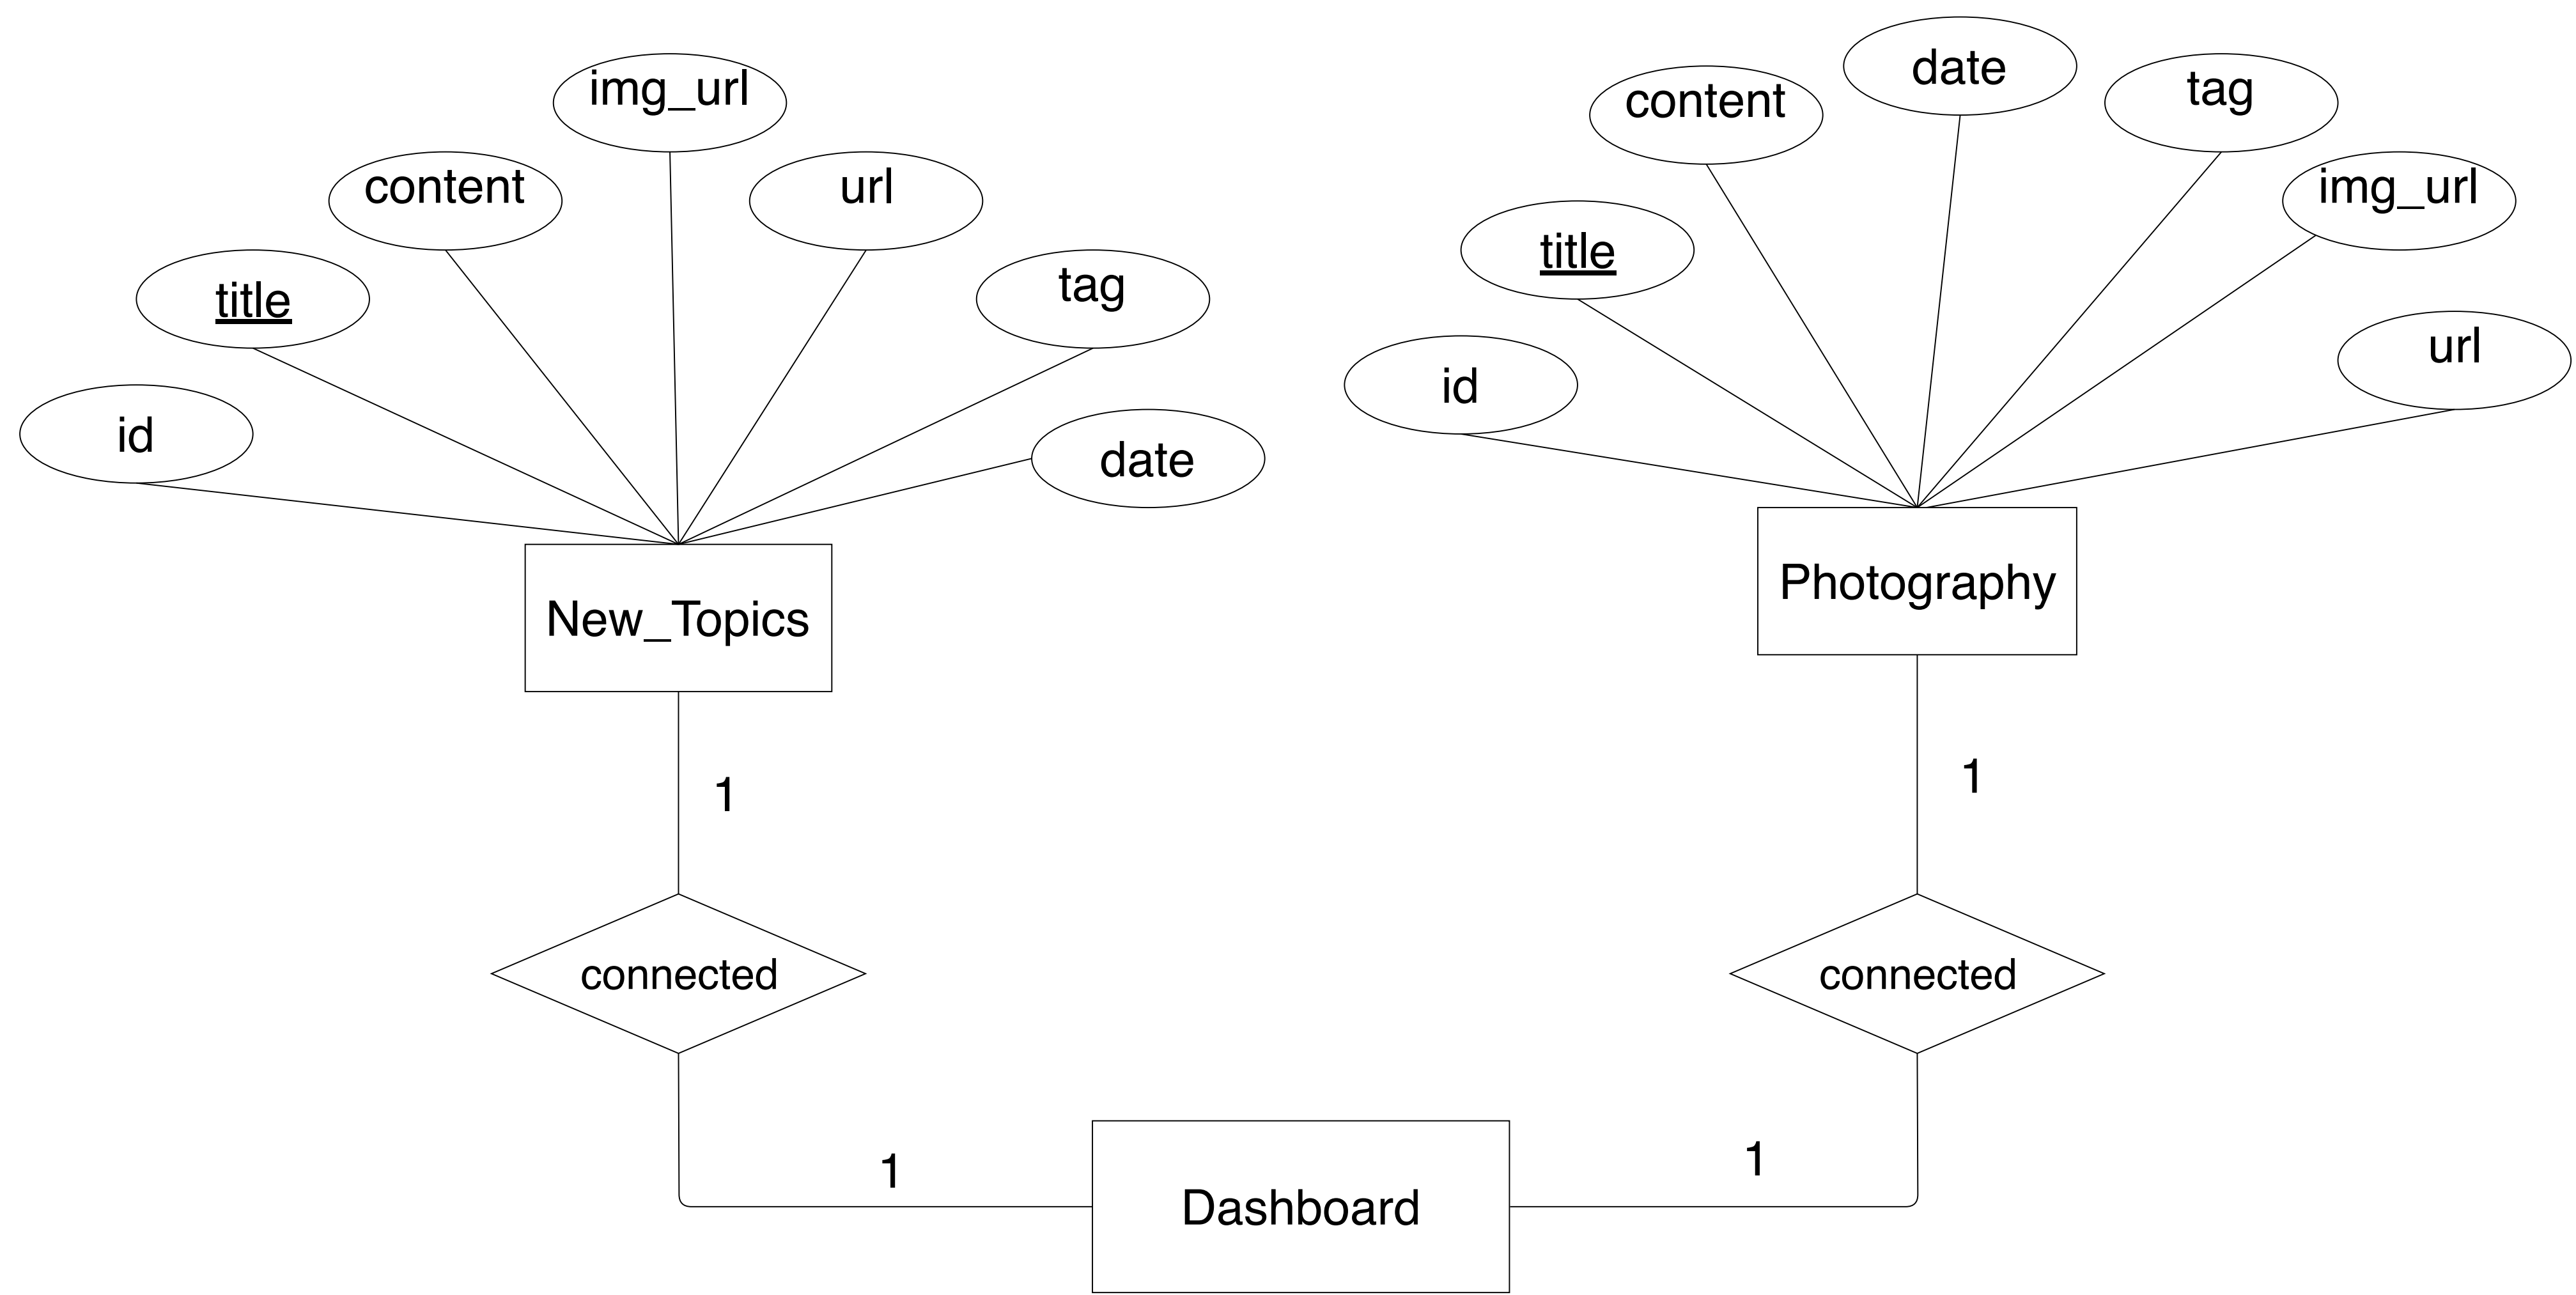 img_url
content
url
title
tag
id
date
New_Topics
1
connected
1
date
content
tag
img_url
title
url
id
Photography
1
connected
1
Dashboard